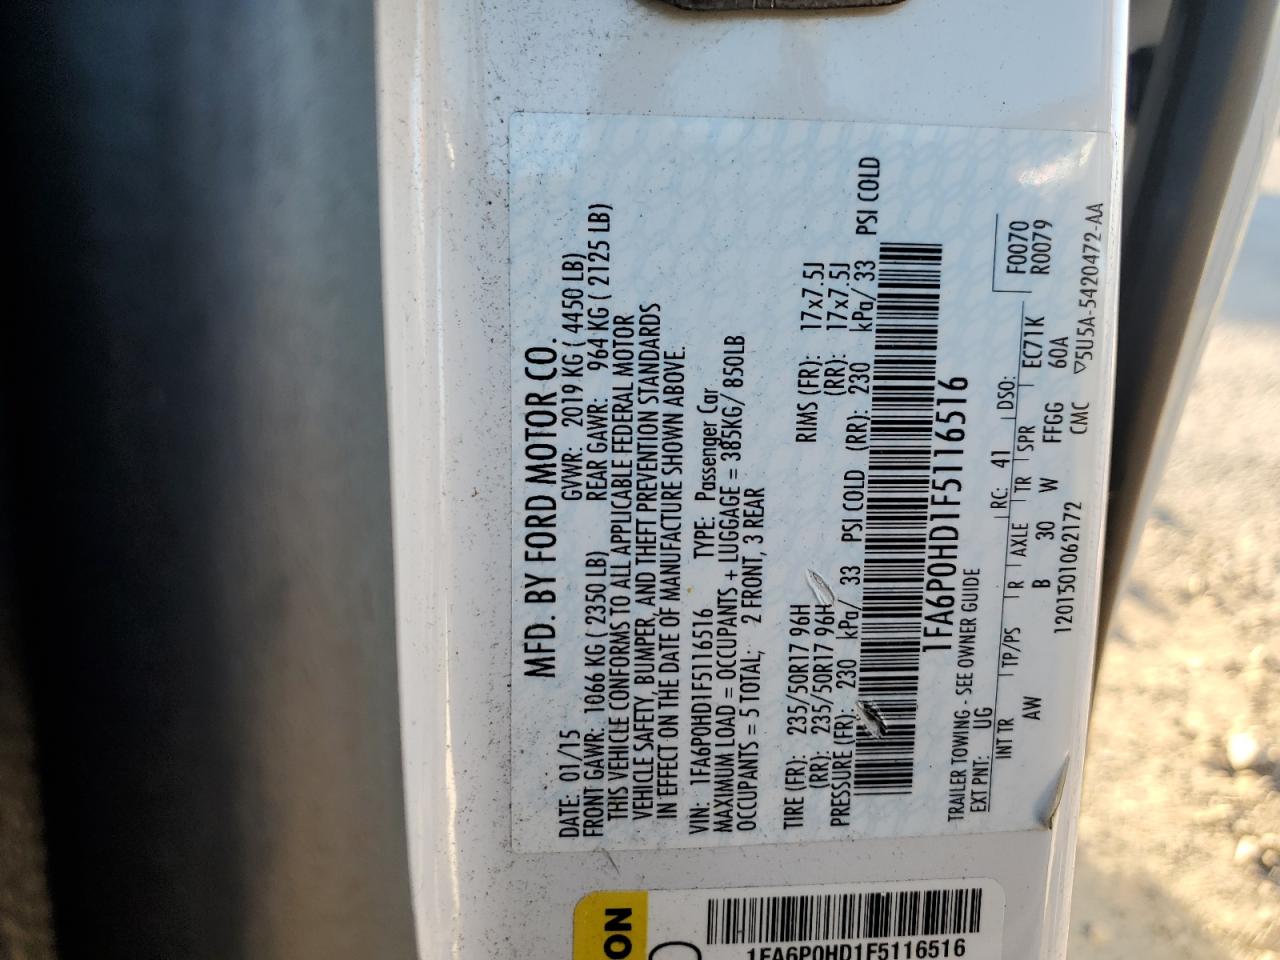 MFD. BY FORD MOTOR CO.
DATE: 01/15 GVWR: 2019 KG ( 4450 LB)
FRONT GAWR: 1066 KG ( 2350 LB) REAR GAWR: 964 KG ( 2125 LB)
THIS VEHICLE CONFORMS TO ALL APPLICABLE FEDERAL MOTOR
VEHICLE SAFETY, BUMPER, AND THEFT PREVENTION STANDARDS
IN EFFECT ON THE DATE OF MANUFACTURE SHOWN ABOVE.
VIN: 1FA6P0HD1F5116516 TYPE: Passenger Car
MAXIMUM LOAD = OCCUPANTS + LUGGAGE = 385KG/ 850LB
OCCUPANTS = 5 TOTAL; 2 FRONT, 3 REAR
TIRE (FR): 235/50R17 96H RIMS (FR): 17x7.5J
(RR): 235/50R17 96H (RR): 17x7.5J
PRESSURE (FR): 230 kPa/ 33 PSI COLD (RR): 230 kPa/ 33 PSI COLD
1FA6P0HD1F5116516
TRAILER TOWING - SEE OWNER GUIDE
EXT PNT: UG RC: 41 DSO: F0070
INT TR TP/PS R AXLE TR SPR EC71K R0079
AW B 30 W FFGG 60A
120T501062172 CMC ▽5U5A-5420472-AA
ON
1FA6P0HD1F5116516